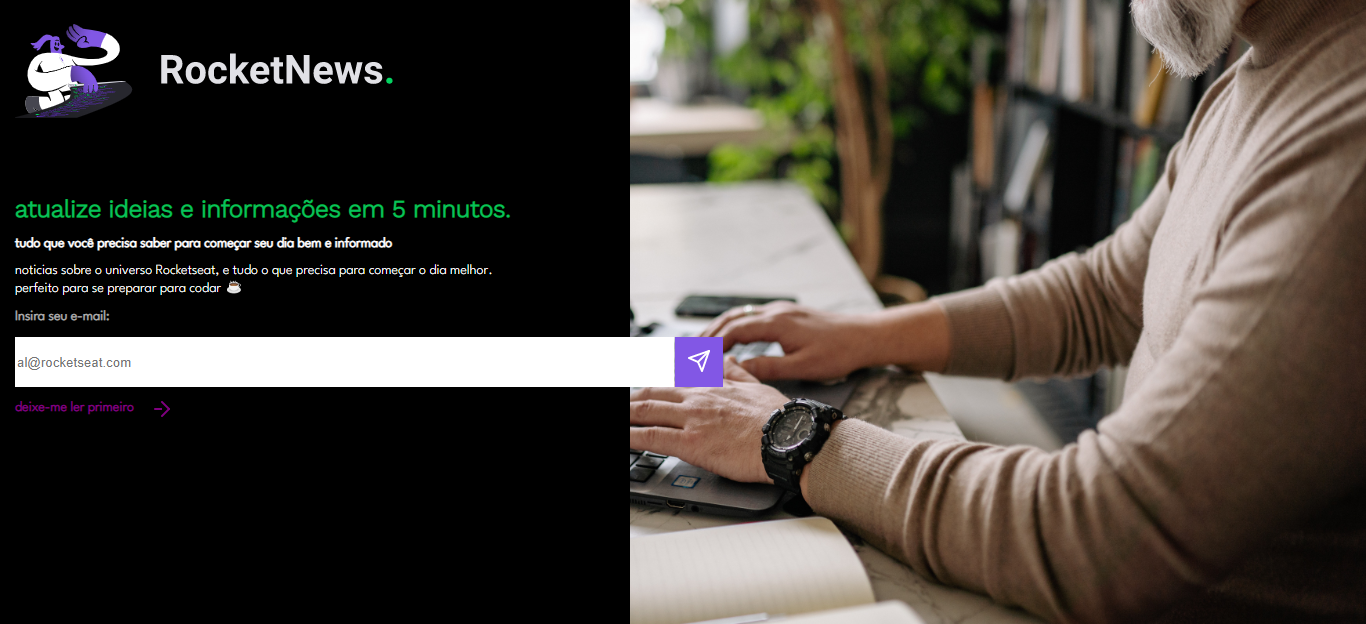 RocketNews.
atualize ideias e informações em 5 minutos.
tudo que você precisa saber para começar seu dia bem e informado
noticias sobre o universo Rocketseat, e tudo o que precisa para começar o dia melhor.
perfeito para se preparar para codar ☕
Insira seu e-mail:
al@rocketseat.com
deixe-me ler primeiro